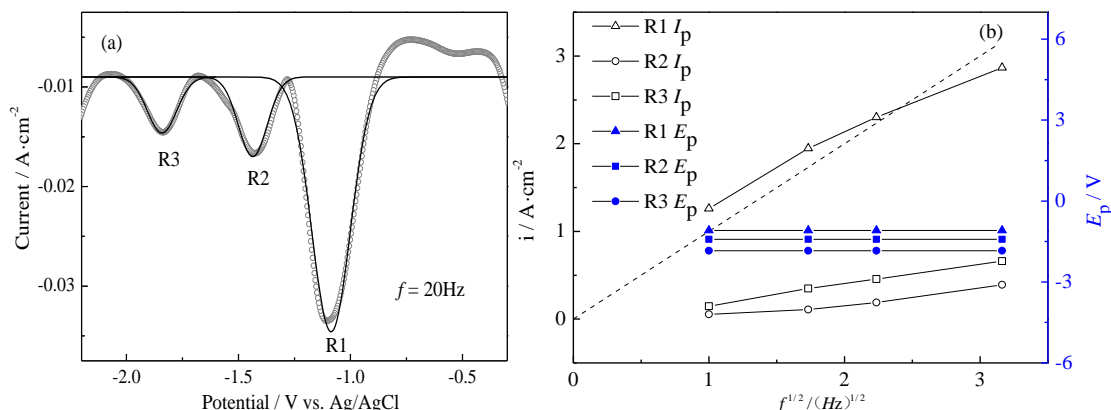 (a)
-0.01
-0.02
-0.03
Current / A·cm⁻²
R3
R2
R1
f = 20Hz
-2.0
-1.5
-1.0
-0.5
Potential / V vs. Ag/AgCl
(b)
R1 Iₚ
R2 Iₚ
R3 Iₚ
R1 Eₚ
R2 Eₚ
R3 Eₚ
3
2
1
0
i / A·cm⁻²
6
3
0
-3
-6
Eₚ / V
0
1
2
3
f^{1/2}/(Hz)^{1/2}